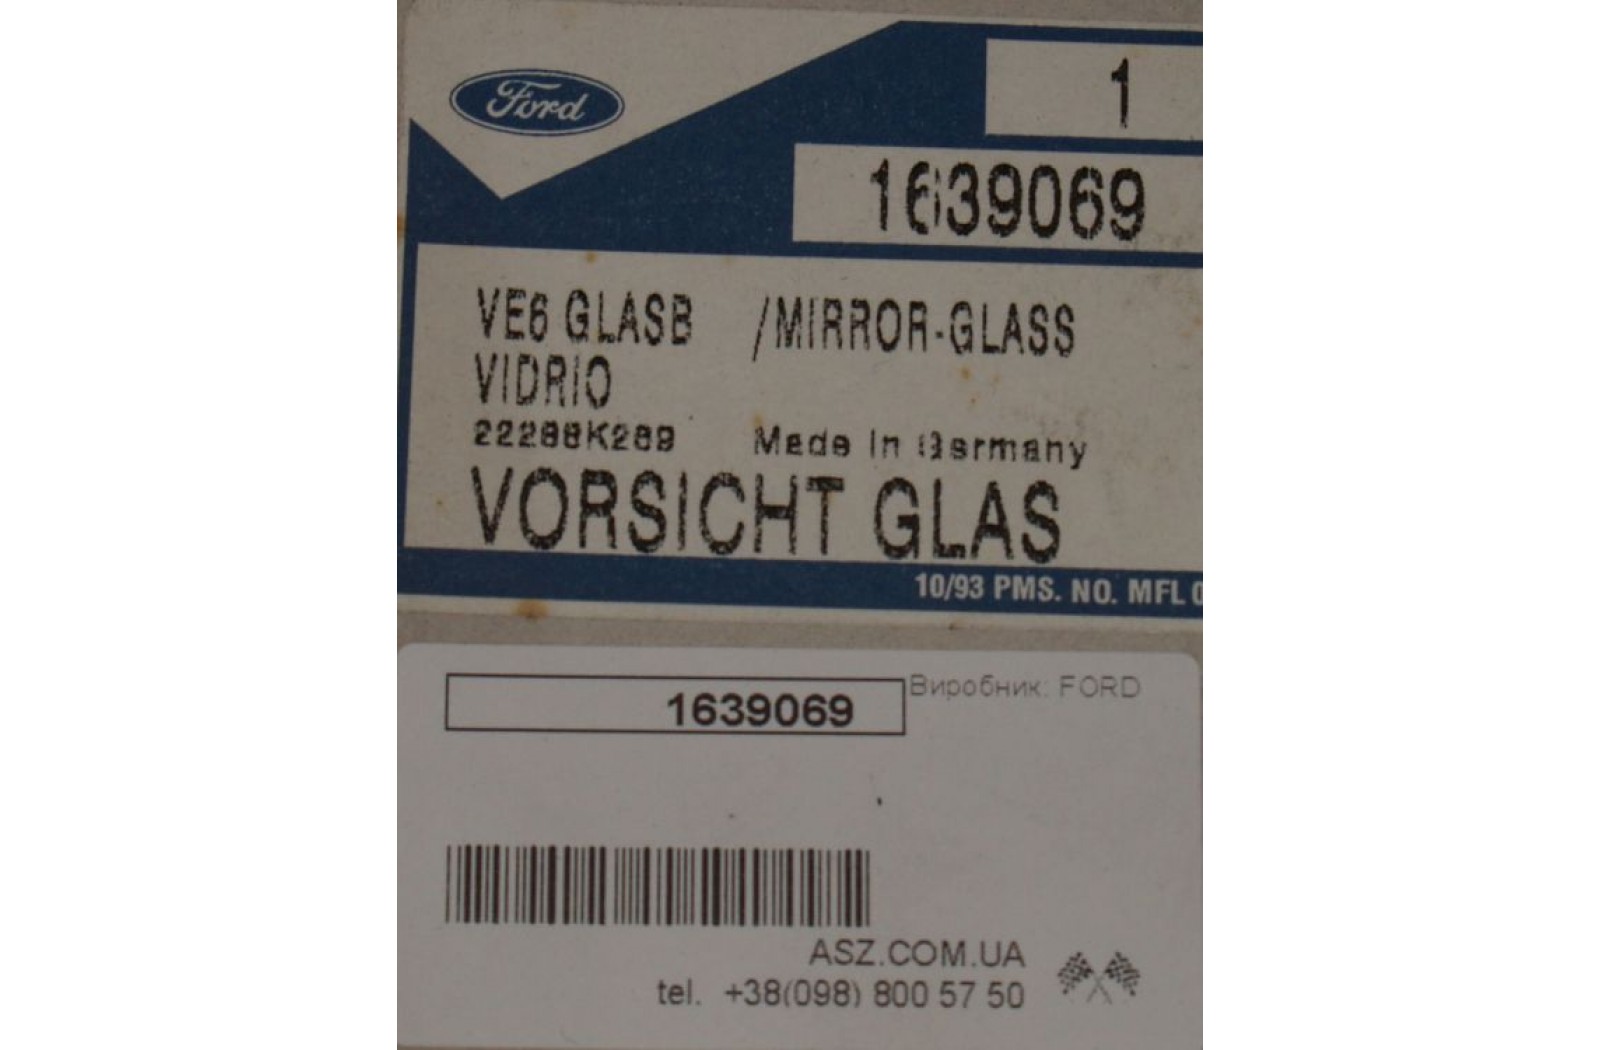 Ford
1
1639069
VE6 GLASB /MIRROR-GLASS
VIDRIO
22288K289 Made In Germany
VORSICHT GLAS
10/93 PMS. NO. MFL 0
1639069
Виробник: FORD
ASZ.COM.UA
tel. +38(098) 800 57 50